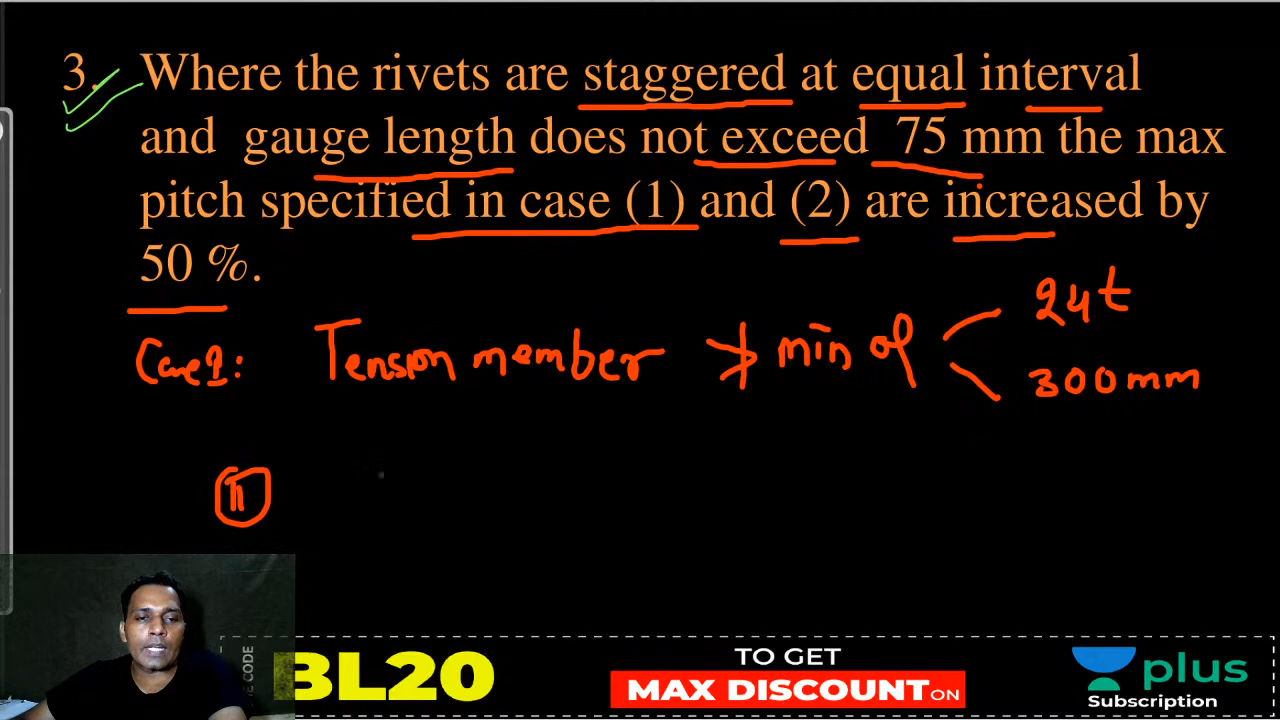 3. Where the rivets are staggered at equal interval
and gauge length does not exceed 75 mm the max
pitch specified in case (1) and (2) are increased by
50 %.
Case 1: Tension member ≯ min of 24t
300mm
II
CODE
BL20
TO GET
MAX DISCOUNT ON
plus
Subscription